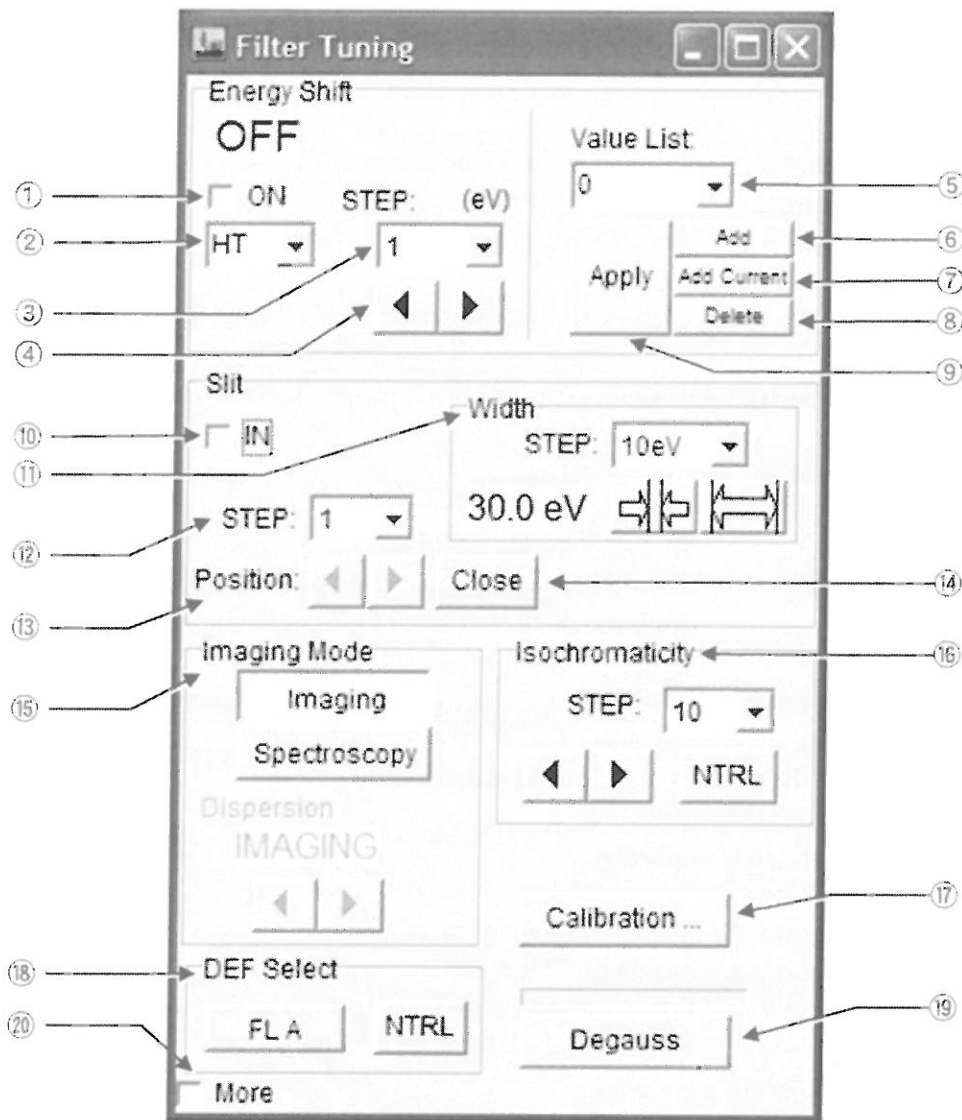 Filter Tuning
Energy Shift
OFF
Value List:
① ON STEP: (eV) 0 ⑤
② HT 1 Add ⑥
③ Apply Add Current ⑦
④ Delete ⑧
⑨
Slit
⑩ IN Width
⑪ STEP: 10eV
30.0 eV
⑫ STEP: 1
⑬ Position: Close ⑭
Imaging Mode Isochromaticity ⑯
⑮ Imaging STEP: 10
Spectroscopy NTRL
Dispersion
IMAGING
Calibration ... ⑰
⑱ DEF Select
FL A NTRL Degauss ⑲
⑳ More